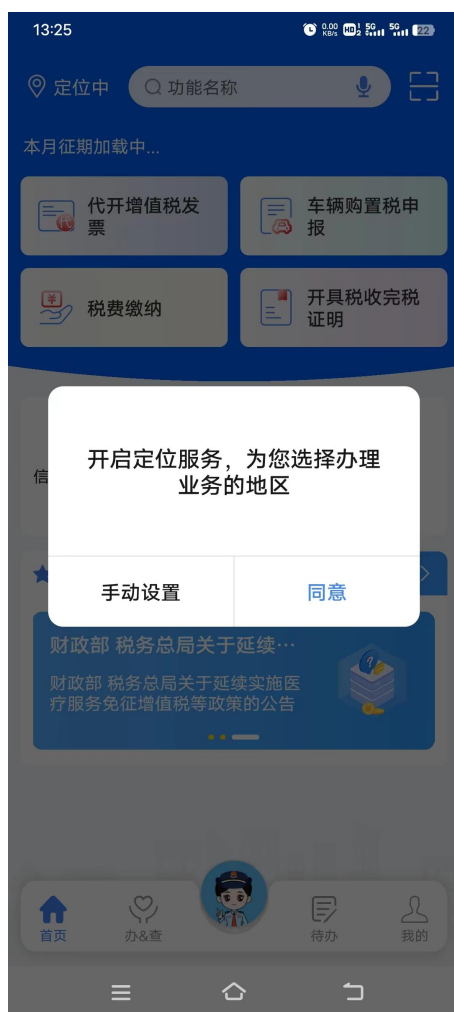 13:25
0.00 KB/s HD 1 2 5G 5G 22
定位中
功能名称
本月征期加载中...
代开增值税发
票
车辆购置税申
报
税费缴纳
开具税收完税
证明
信
开启定位服务，为您选择办理
业务的地区
手动设置
同意
财政部 税务总局关于延续···
财政部 税务总局关于延续实施医
疗服务免征增值税等政策的公告
首页
办&查
待办
我的